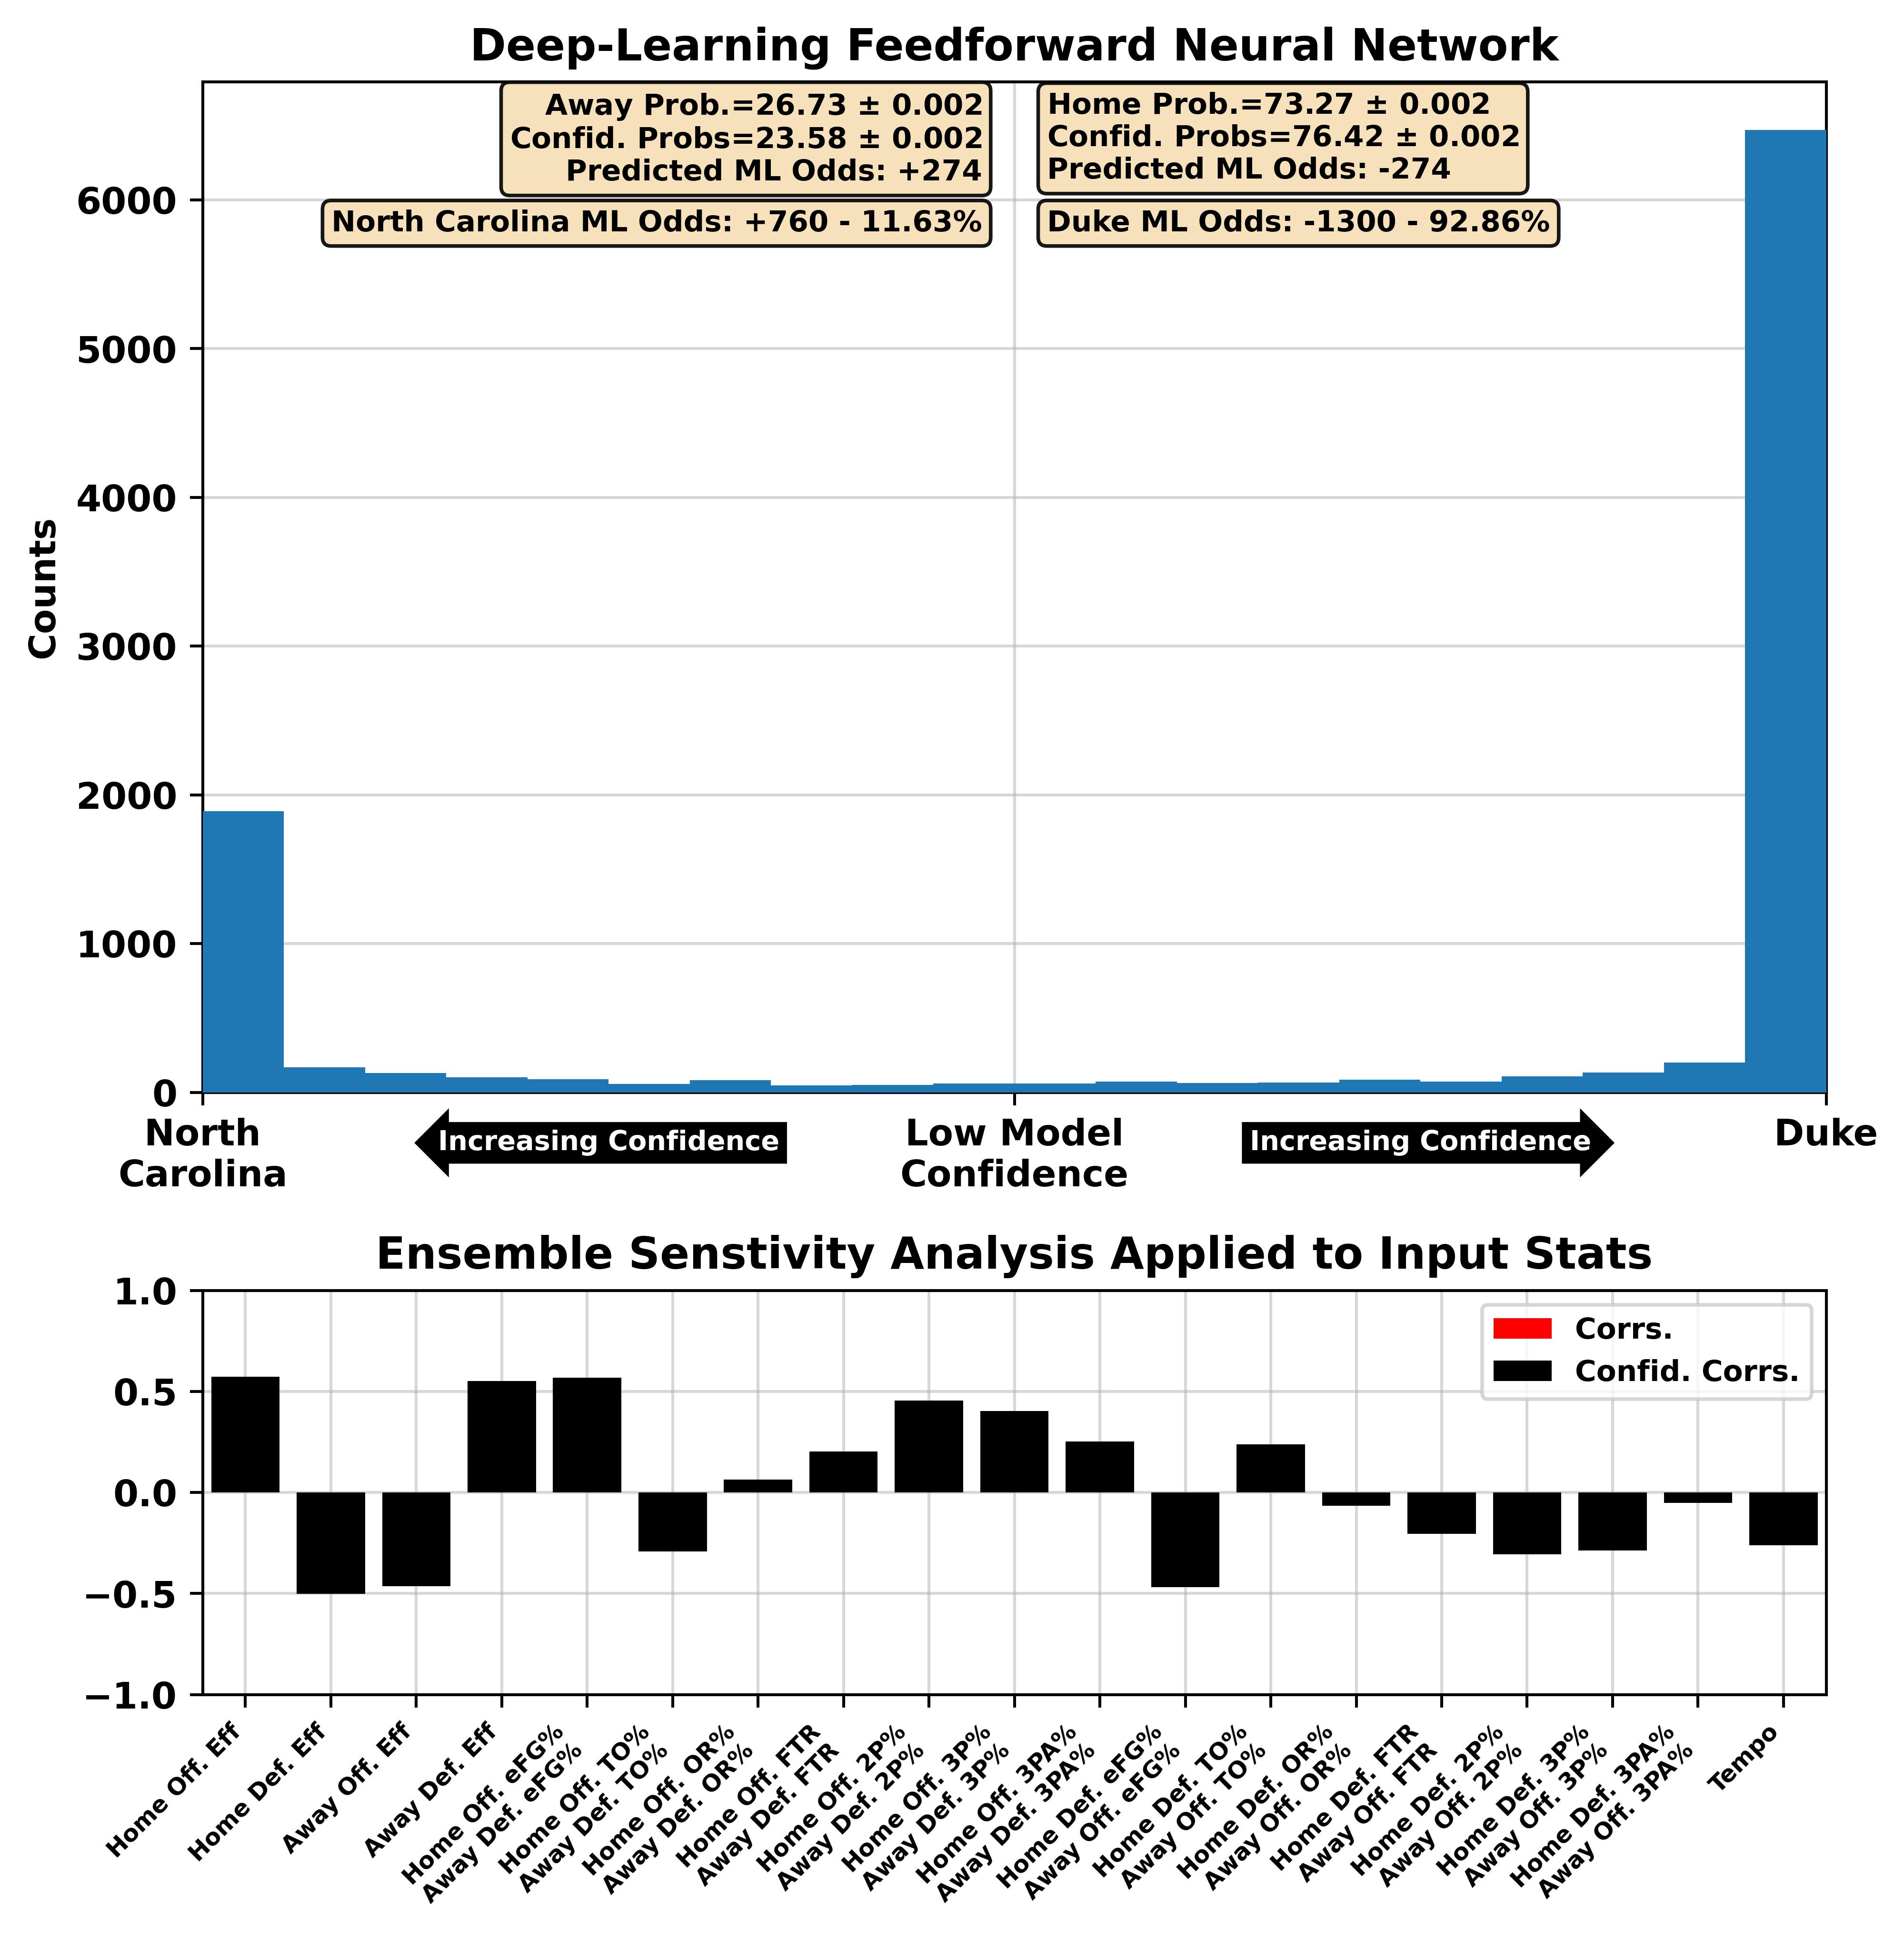 Deep-Learning Feedforward Neural Network
Away Prob.=26.73 ± 0.002
Confid. Probs=23.58 ± 0.002
Predicted ML Odds: +274
Home Prob.=73.27 ± 0.002
Confid. Probs=76.42 ± 0.002
Predicted ML Odds: -274
North Carolina ML Odds: +760 - 11.63%
Duke ML Odds: -1300 - 92.86%
Counts
6000
5000
4000
3000
2000
1000
0
North
Carolina
Increasing Confidence
Low Model
Confidence
Increasing Confidence
Duke
Ensemble Senstivity Analysis Applied to Input Stats
1.0
0.5
0.0
−0.5
−1.0
Corrs.
Confid. Corrs.
Home Off. Eff
Home Def. Eff
Away Off. Eff
Away Def. Eff
Home Off. eFG%
Away Def. eFG%
Home Off. TO%
Away Def. TO%
Home Off. OR%
Away Def. OR%
Home Off. FTR
Away Def. FTR
Home Off. 2P%
Away Def. 2P%
Home Off. 3P%
Away Def. 3P%
Home Off. 3PA%
Away Def. 3PA%
Home Def. eFG%
Away Off. eFG%
Home Def. TO%
Away Off. TO%
Home Def. OR%
Away Off. OR%
Home Def. FTR
Away Off. FTR
Home Def. 2P%
Away Off. 2P%
Home Def. 3P%
Away Off. 3P%
Home Def. 3PA%
Away Off. 3PA%
Tempo